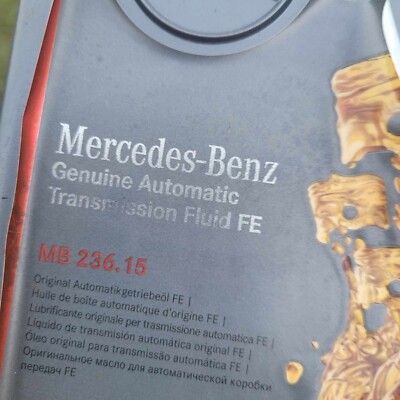 Mercedes-Benz
Genuine Automatic
Transmission Fluid FE
MB 236.15
Original Automatikgetriebeöl FE |
Huile de boîte automatique d'origine FE |
Lubrificante originale per trasmissione automatica FE |
Líquido de transmisión automática original FE |
Óleo original para transmissão automática FE |
Оригинальное масло для автоматической коробки
передач FE